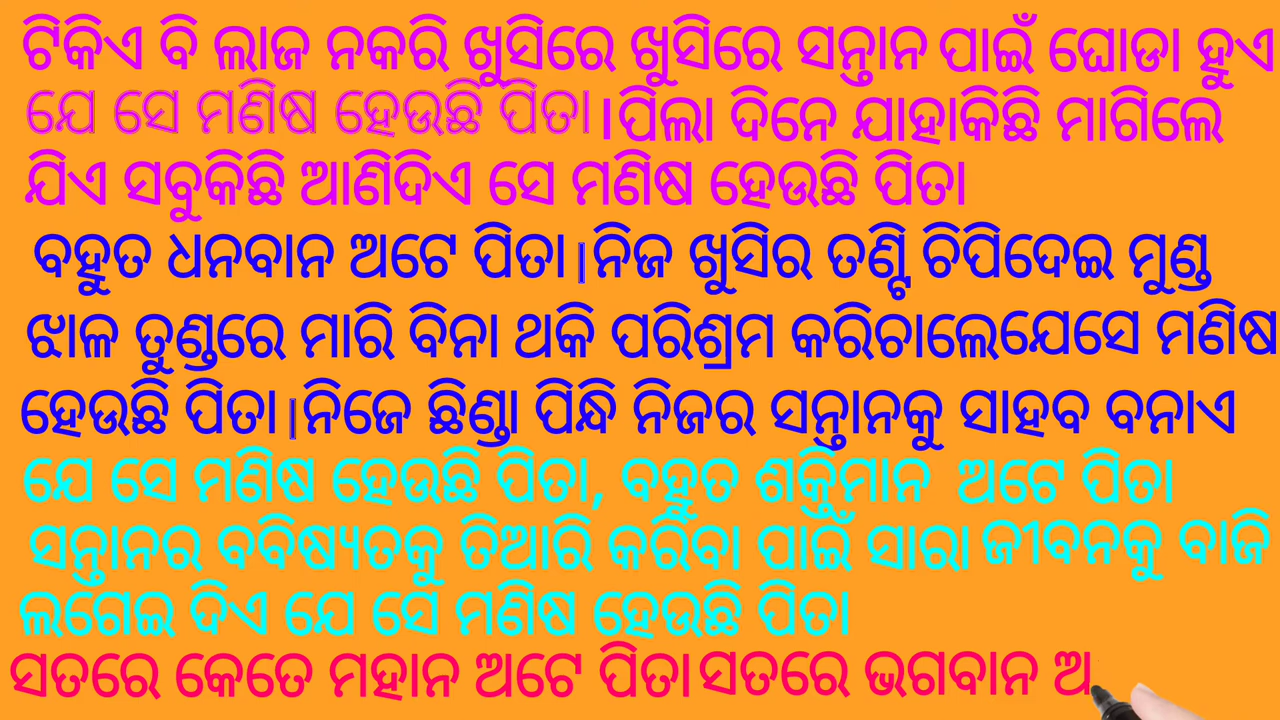 ଟିକିଏ ବି ଲାଜ ନକରି ଖୁସିରେ ଖୁସିରେ ସନ୍ତାନ ପାଇଁ ଘୋଡା ହୁଏ
ଯେ ସେ ମଣିଷ ହେଉଛି ପିତା ।ପିଲା ଦିନେ ଯାହାକିଛି ମାଗିଲେ
ଯିଏ ସବୁକିଛି ଆଣିଦିଏ ସେ ମଣିଷ ହେଉଛି ପିତା
ବହୁତ ଧନବାନ ଅଟେ ପିତା।ନିଜ ଖୁସିର ତଣ୍ଟି ଚିପିଦେଇ ମୁଣ୍ଡ
ଝାଳ ତୁଣ୍ଡରେ ମାରି ବିନା ଥକି ପରିଶ୍ରମ କରିଚାଲେଯେସେ ମଣିଷ
ହେଉଛି ପିତା।ନିଜେ ଛିଣ୍ଡା ପିନ୍ଧି ନିଜର ସନ୍ତାନକୁ ସାହବ ବନାଏ
ଯେ ସେ ମଣିଷ ହେଉଛି ପିତା, ବହୁତ ଶକ୍ତିମାନ ଅଟେ ପିତା
ସନ୍ତାନର ବବିଷ୍ୟତକୁ ତିଆରି କରିବା ପାଇଁ ସାରା ଜୀବନକୁ ବାଜି
ଲଗେଇ ଦିଏ ଯେ ସେ ମଣିଷ ହେଉଛି ପିତା
ସତରେ କେତେ ମହାନ ଅଟେ ପିତା ସତରେ ଭଗବାନ ଅ